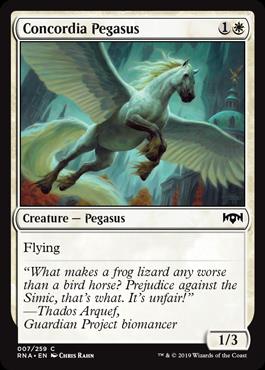 Concordia Pegasus 1
Creature — Pegasus
Flying
“What makes a frog lizard any worse
than a bird horse? Prejudice against the
Simic, that’s what. It’s unfair!”
—Thados Arquef,
Guardian Project biomancer
1/3
007/259 C
RNA • EN Chris Rahn
™ & © 2019 Wizards of the Coast